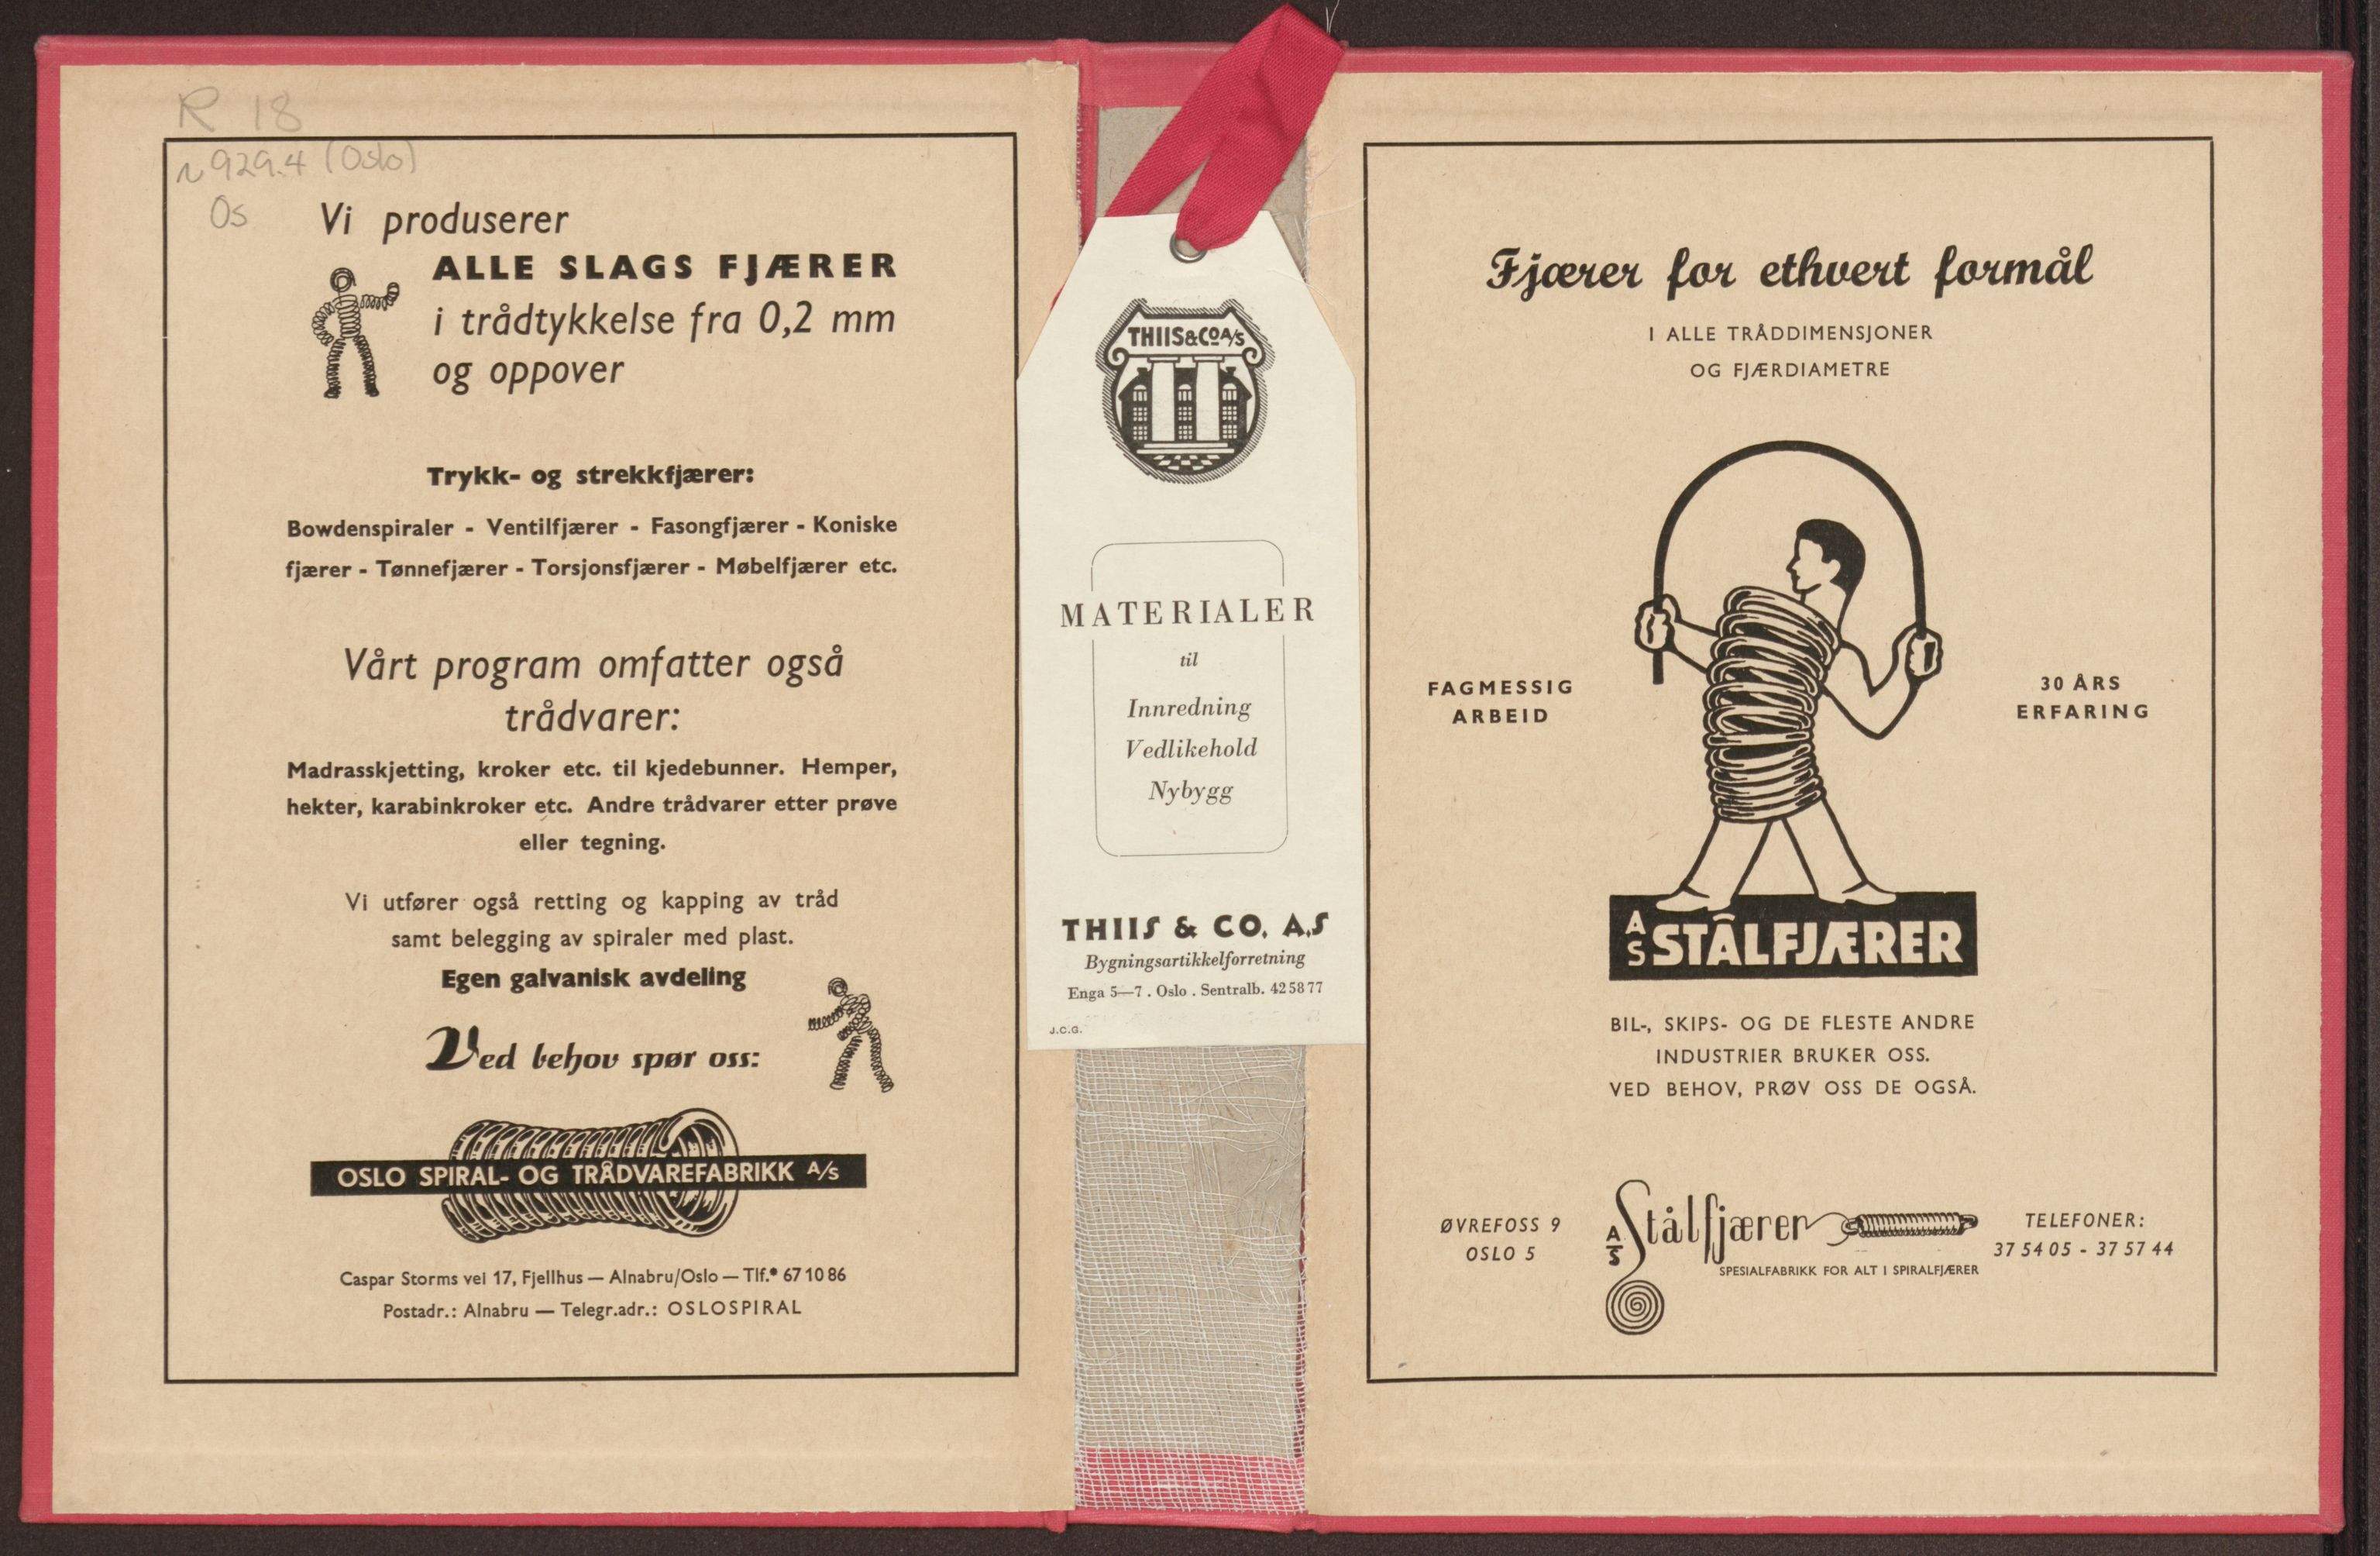 R 18
n 929.4 (Oslo)
Os
Vi produserer
ALLE SLAGS FJÆRER
i trådtykkelse fra 0,2 mm
og oppover
Trykk- og strekkfjærer:
Bowdenspiraler - Ventilfjærer - Fasongfjærer - Koniske
fjærer - Tønnefjærer - Torsjonsfjærer - Møbelfjærer etc.
Vårt program omfatter også
trådvarer:
Madrasskjetting, kroker etc. til kjedebunner. Hemper,
hekter, karabinkroker etc. Andre trådvarer etter prøve
eller tegning.
Vi utfører også retting og kapping av tråd
samt belegging av spiraler med plast.
Egen galvanisk avdeling
Ved behov spør oss:
OSLO SPIRAL- OG TRÅDVAREFABRIKK A/S
Caspar Storms vei 17, Fjellhus — Alnabru/Oslo — Tlf.* 67 10 86
Postadr.: Alnabru — Telegr.adr.: OSLOSPIRAL
THIIS & CO A/S
MATERIALER
til
Innredning
Vedlikehold
Nybygg
THIIS & CO. A.S
Bygningsartikkelforretning
Enga 5—7 . Oslo . Sentralb. 42 58 77
J.C.G.
Fjærer for ethvert formål
I ALLE TRÅDDIMENSJONER
OG FJÆRDIAMETRE
FAGMESSIG
ARBEID
30 ÅRS
ERFARING
A/S STÅLFJÆRER
BIL-, SKIPS- OG DE FLESTE ANDRE
INDUSTRIER BRUKER OSS.
VED BEHOV, PRØV OSS DE OGSÅ.
ØVREFOSS 9
OSLO 5
A/S Stålfjærer
SPESIALFABRIKK FOR ALT I SPIRALFJÆRER
TELEFONER:
37 54 05 - 37 57 44